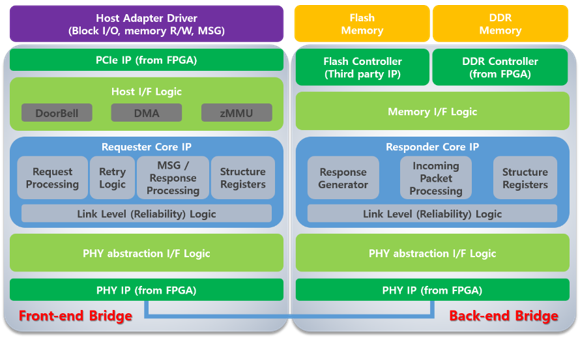 Host Adapter Driver
(Block I/O, memory R/W, MSG)
PCIe IP (from FPGA)
Host I/F Logic
DoorBell
DMA
zMMU
Requester Core IP
Request
Processing
Retry
Logic
MSG /
Response
Processing
Structure
Registers
Link Level (Reliability) Logic
PHY abstraction I/F Logic
PHY IP (from FPGA)
Front-end Bridge
Flash
Memory
DDR
Memory
Flash Controller
(Third party IP)
DDR Controller
(from FPGA)
Memory I/F Logic
Responder Core IP
Response
Generator
Incoming
Packet
Processing
Structure
Registers
Link Level (Reliability) Logic
PHY abstraction I/F Logic
PHY IP (from FPGA)
Back-end Bridge